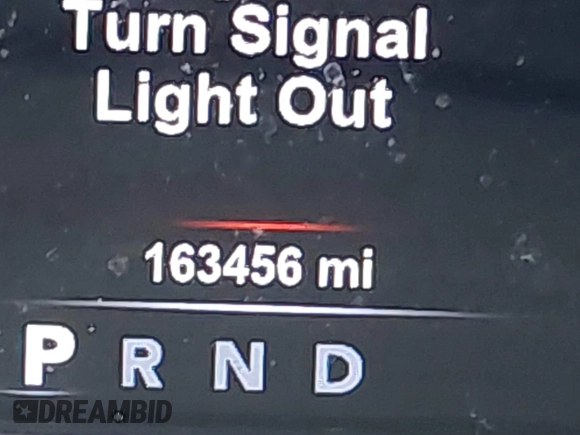 Turn Signal
Light Out
163456 mi
P R N D
DREAMBID